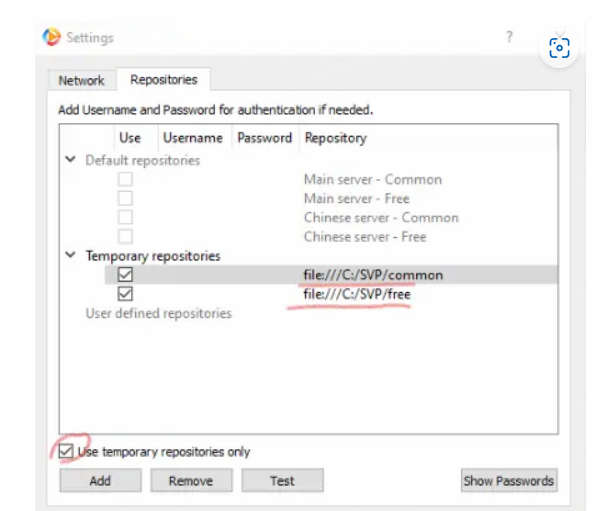 Settings ?
Network Repositories
Add Username and Password for authentication if needed.
Use Username Password Repository
Default repositories
Main server - Common
Main server - Free
Chinese server - Common
Chinese server - Free
Temporary repositories
file:///C:/SVP/common
file:///C:/SVP/free
User defined repositories
Use temporary repositories only
Add Remove Test Show Passwords